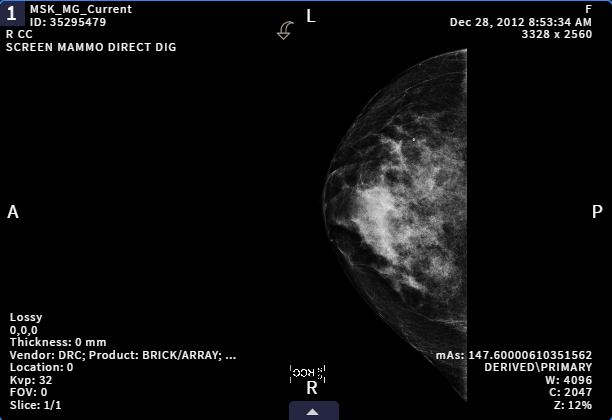 1
MSK_MG_Current
ID: 35295479
R CC
SCREEN MAMMO DIRECT DIG
L
F
Dec 28, 2012 8:53:34 AM
3328 x 2560
A
P
Lossy
0,0,0
Thickness: 0 mm
Vendor: DRC; Product: BRICK/ARRAY; ...
Location: 0
Kvp: 32
FOV: 0
Slice: 1/1
R
mAs: 147.60000610351562
DERIVED\PRIMARY
W: 4096
C: 2047
Z: 12%